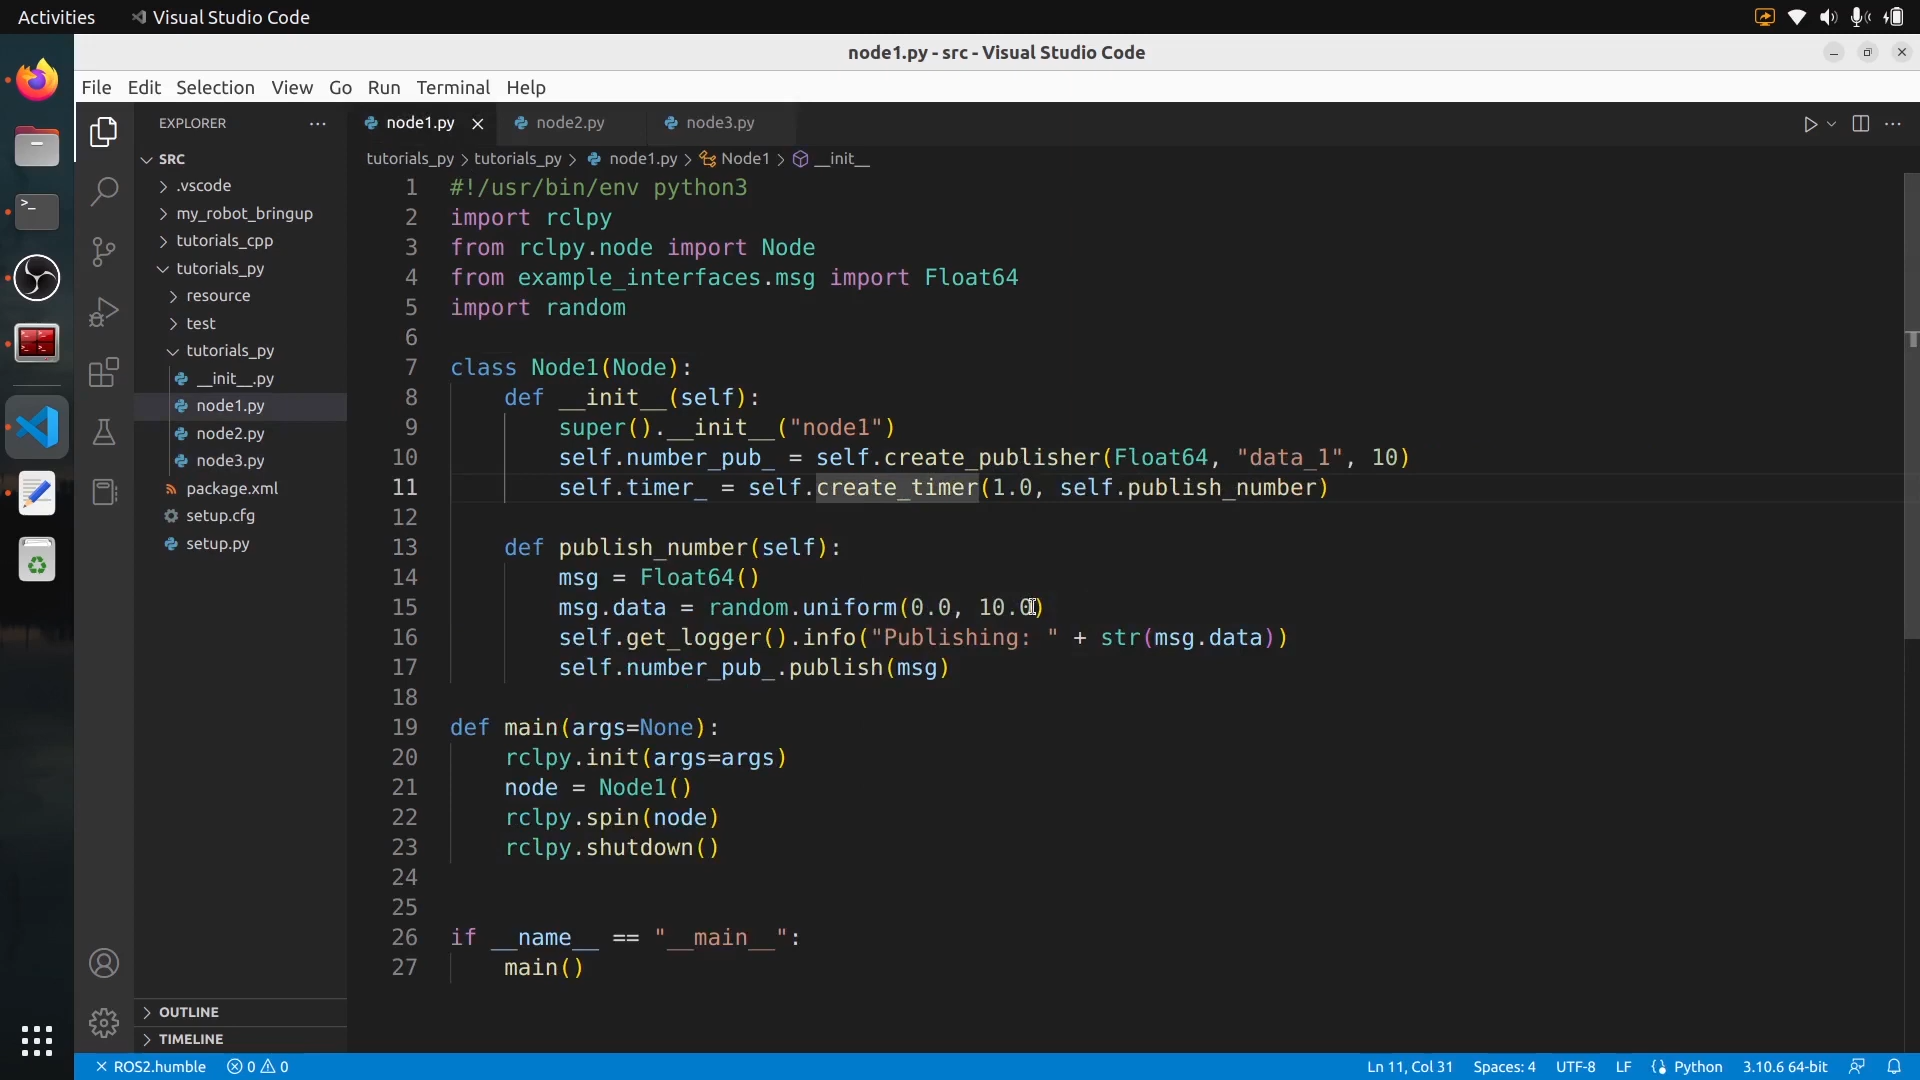 Activities Visual Studio Code
node1.py - src - Visual Studio Code
File Edit Selection View Go Run Terminal Help
EXPLORER
node1.py node2.py node3.py
tutorials_py > tutorials_py > node1.py > Node1 > __init__
SRC
.vscode
my_robot_bringup
tutorials_cpp
tutorials_py
resource
test
tutorials_py
__init__.py
node1.py
node2.py
node3.py
package.xml
setup.cfg
setup.py
OUTLINE
TIMELINE
1 #!/usr/bin/env python3
2 import rclpy
3 from rclpy.node import Node
4 from example_interfaces.msg import Float64
5 import random
6
7 class Node1(Node):
8     def __init__(self):
9         super().__init__("node1")
10         self.number_pub_ = self.create_publisher(Float64, "data_1", 10)
11         self.timer_ = self.create_timer(1.0, self.publish_number)
12
13     def publish_number(self):
14         msg = Float64()
15         msg.data = random.uniform(0.0, 10.0)
16         self.get_logger().info("Publishing: " + str(msg.data))
17         self.number_pub_.publish(msg)
18
19 def main(args=None):
20     rclpy.init(args=args)
21     node = Node1()
22     rclpy.spin(node)
23     rclpy.shutdown()
24
25
26 if __name__ == "__main__":
27     main()
ROS2.humble 0 0 Ln 11, Col 31 Spaces: 4 UTF-8 LF Python 3.10.6 64-bit